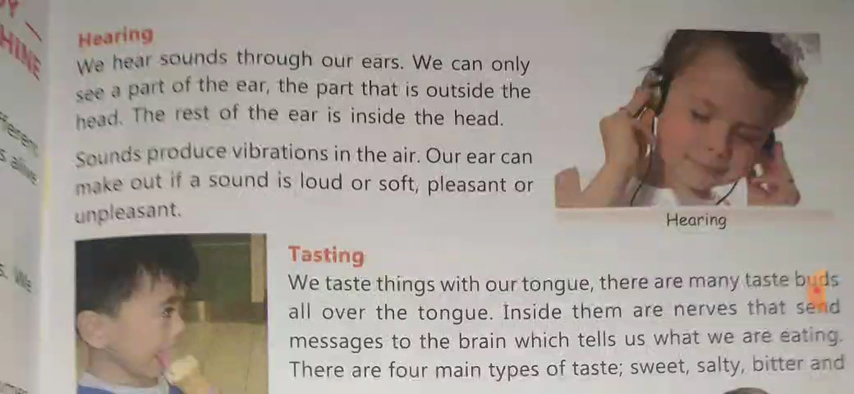 HINE
Hearing
We hear sounds through our ears. We can only
see a part of the ear, the part that is outside the
head. The rest of the ear is inside the head.
Sounds produce vibrations in the air. Our ear can
make out if a sound is loud or soft, pleasant or
unpleasant.
Hearing
Tasting
We taste things with our tongue, there are many taste buds
all over the tongue. Inside them are nerves that send
messages to the brain which tells us what we are eating.
There are four main types of taste; sweet, salty, bitter and